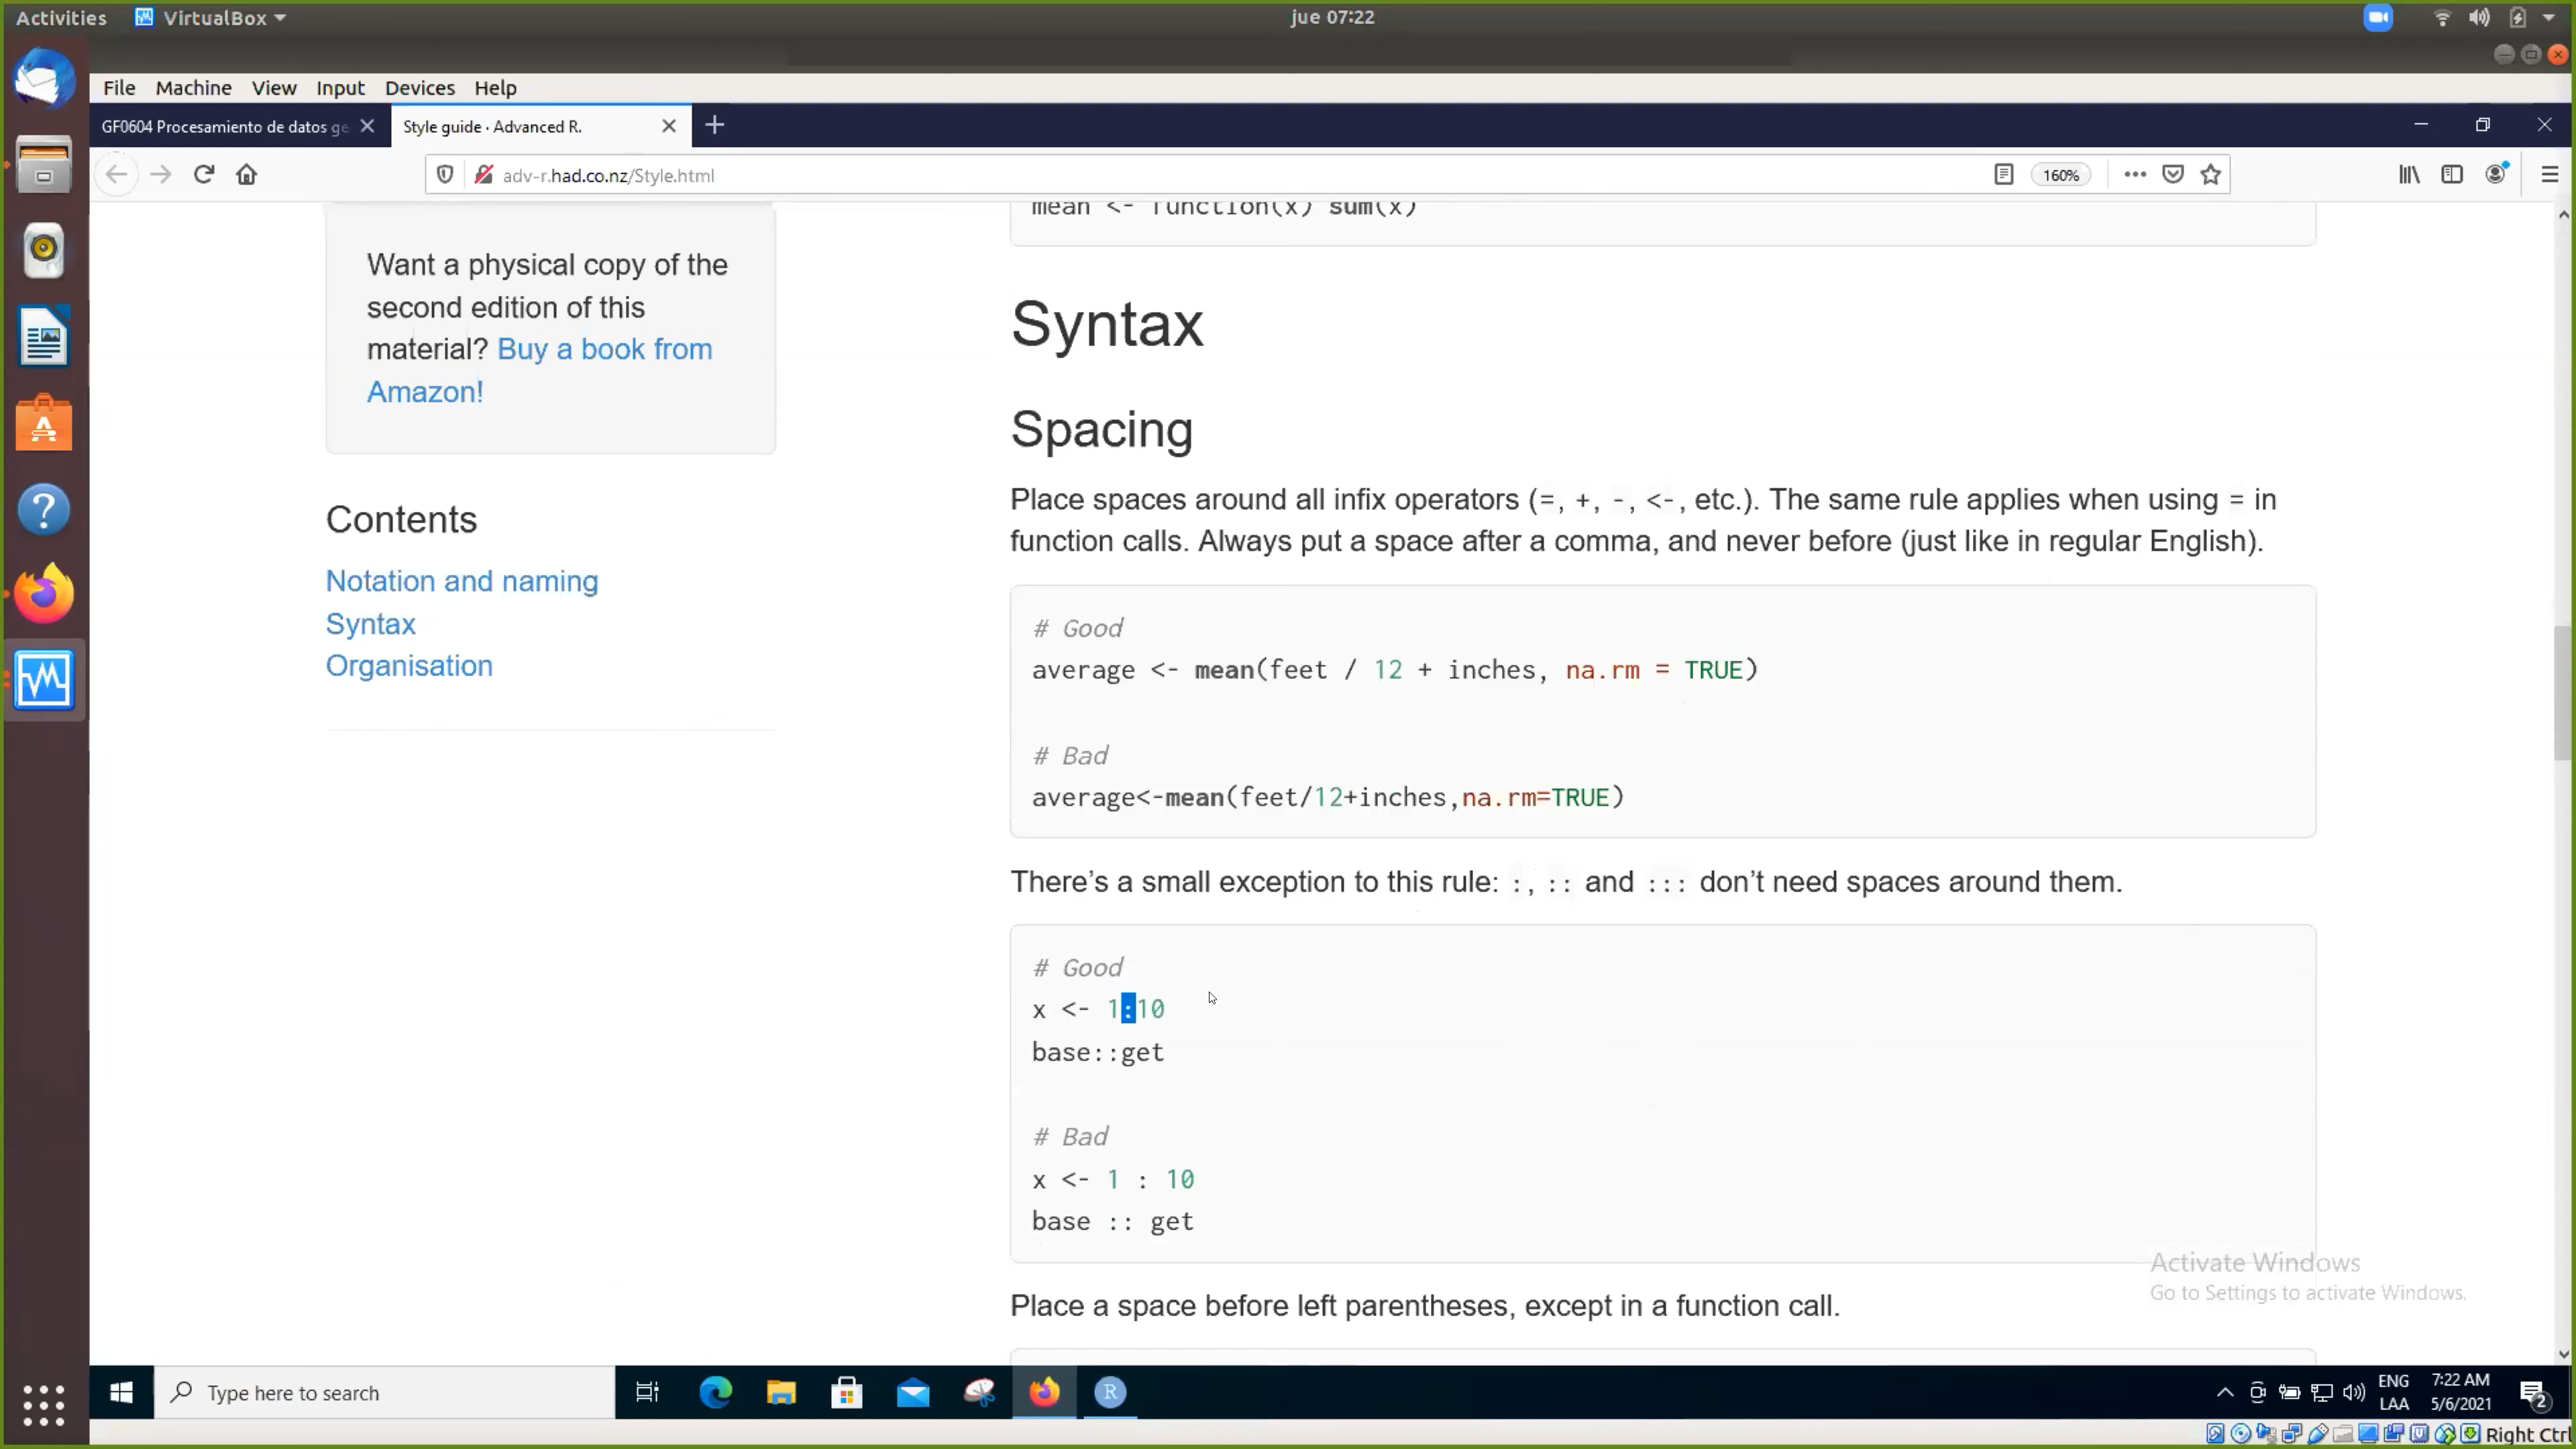 Activities VirtualBox jue 07:22
File Machine View Input Devices Help
GF0604 Procesamiento de datos ge Style guide · Advanced R.
adv-r.had.co.nz/Style.html 160%
mean <- function(x) sum(x)
Want a physical copy of the
second edition of this
material? Buy a book from
Amazon!
Contents
Notation and naming
Syntax
Organisation
Syntax
Spacing
Place spaces around all infix operators (=, +, -, <-, etc.). The same rule applies when using = in
function calls. Always put a space after a comma, and never before (just like in regular English).
# Good
average <- mean(feet / 12 + inches, na.rm = TRUE)
# Bad
average<-mean(feet/12+inches,na.rm=TRUE)
There’s a small exception to this rule: :, :: and ::: don’t need spaces around them.
# Good
x <- 1:10
base::get
# Bad
x <- 1 : 10
base :: get
Place a space before left parentheses, except in a function call.
Activate Windows
Go to Settings to activate Windows.
Type here to search
R
ENG
LAA
7:22 AM
5/6/2021
2
Right Ctrl